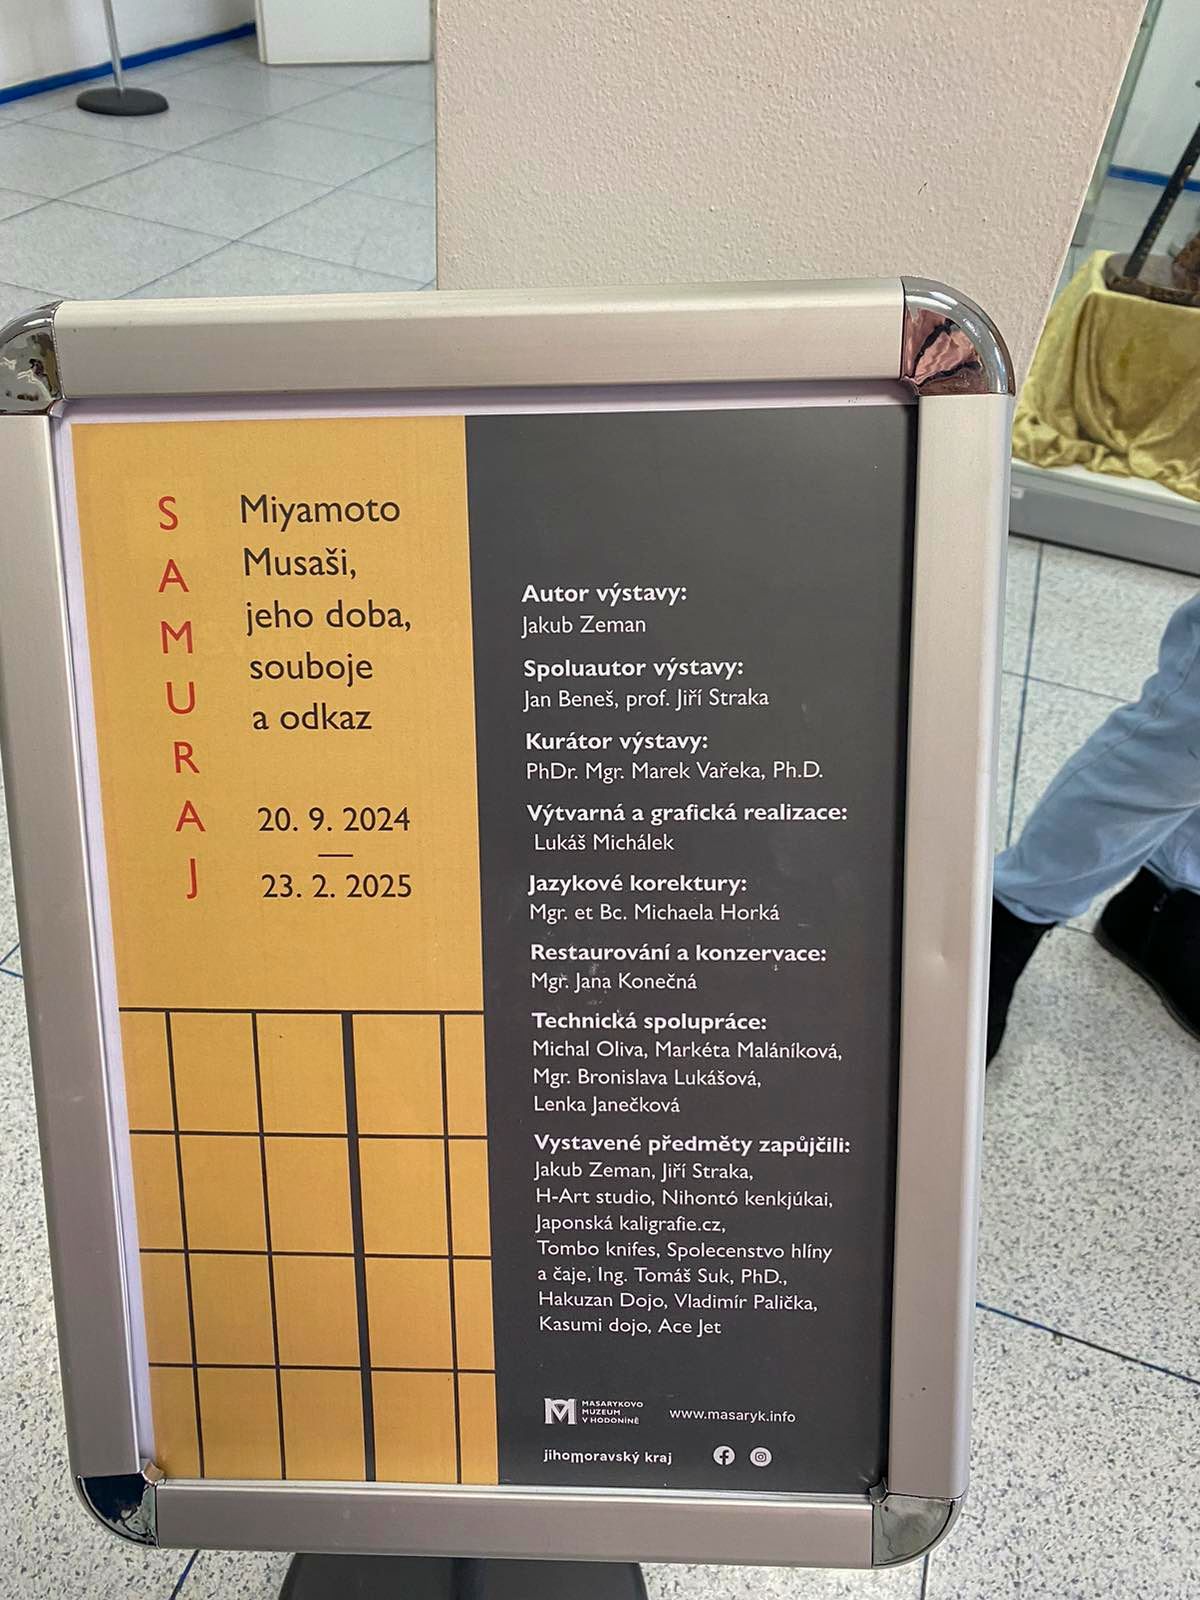 SAMURAJ
Miyamoto
Musaši,
jeho doba,
souboje
a odkaz
20. 9. 2024
—
23. 2. 2025
Autor výstavy:
Jakub Zeman
Spoluautor výstavy:
Jan Beneš, prof. Jiří Straka
Kurátor výstavy:
PhDr. Mgr. Marek Vařeka, Ph.D.
Výtvarná a grafická realizace:
Lukáš Michálek
Jazykové korektury:
Mgr. et Bc. Michaela Horká
Restaurování a konzervace:
Mgr. Jana Konečná
Technická spolupráce:
Michal Oliva, Markéta Maláníková,
Mgr. Bronislava Lukášová,
Lenka Janečková
Vystavené předměty zapůjčili:
Jakub Zeman, Jiří Straka,
H-Art studio, Nihontó kenkjúkai,
Japonská kaligrafie.cz,
Tombo knifes, Spolecenstvo hlíny
a čaje, Ing. Tomáš Suk, PhD.,
Hakuzan Dojo, Vladimír Palička,
Kasumi dojo, Ace Jet
MASARYKOVO
MUZEUM
V HODONÍNĚ
www.masaryk.info
jihomoravský kraj